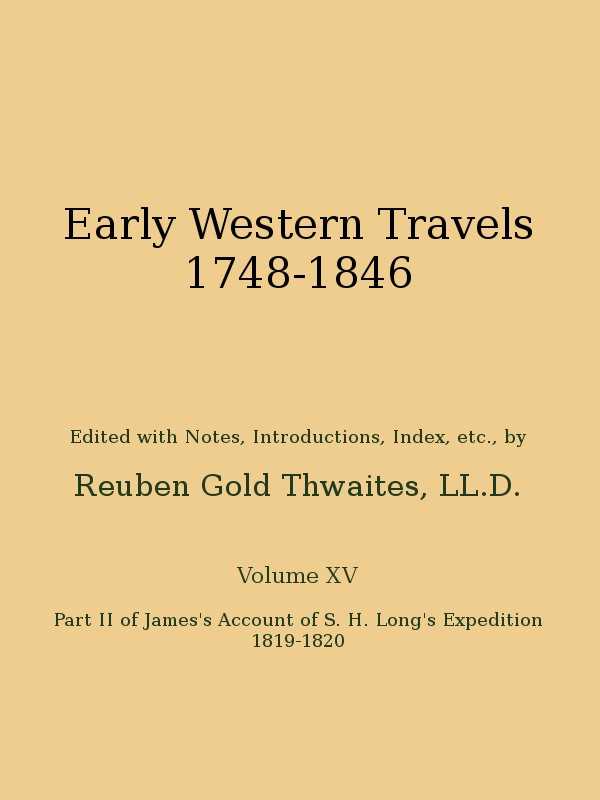 Early Western Travels
1748-1846
Edited with Notes, Introductions, Index, etc., by
Reuben Gold Thwaites, LL.D.
Volume XV
Part II of James's Account of S. H. Long's Expedition
1819-1820